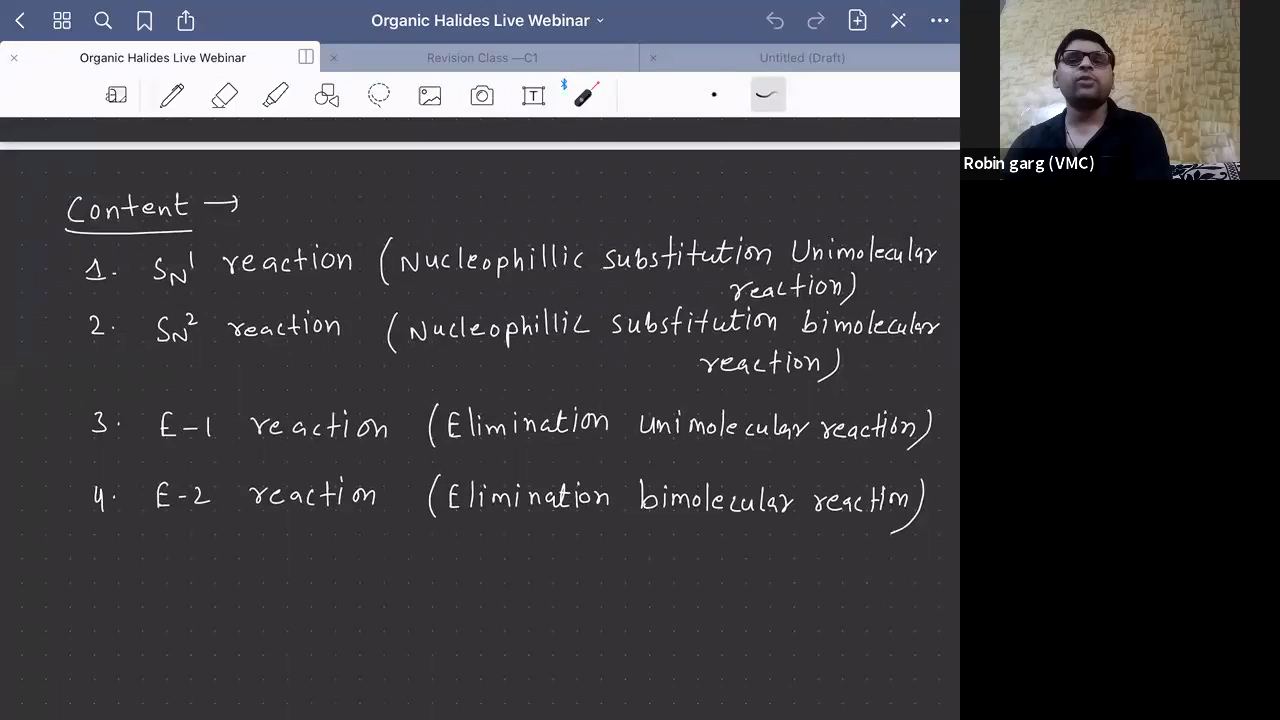 Organic Halides Live Webinar
Organic Halides Live Webinar
Revision Class —C1
Untitled (Draft)
T
Robin garg (VMC)
Content →
1. SN1 reaction (Nucleophillic substitution Unimolecular
reaction)
2. SN2 reaction (Nucleophillic substitution bimolecular
reaction)
3. E-1 reaction (Elimination unimolecular reaction)
4. E-2 reaction (Elimination bimolecular reaction)